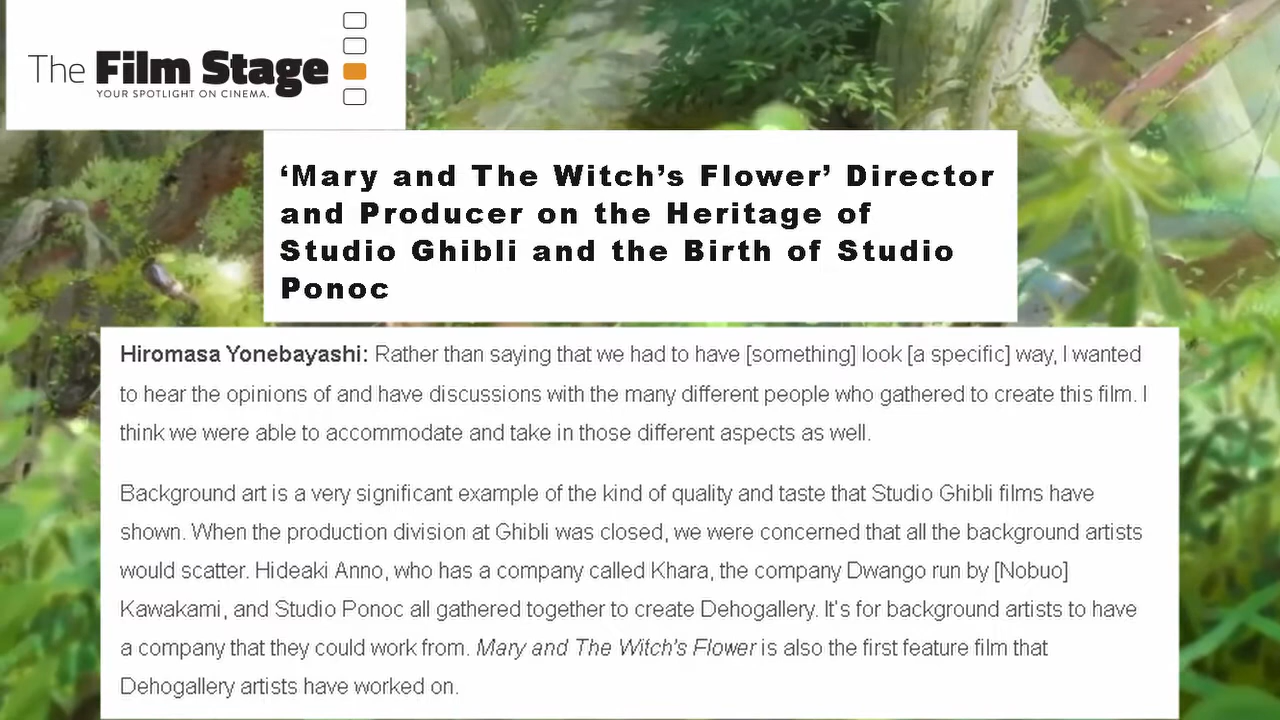 The Film Stage
YOUR SPOTLIGHT ON CINEMA.
‘Mary and The Witch’s Flower’ Director
and Producer on the Heritage of
Studio Ghibli and the Birth of Studio
Ponoc
Hiromasa Yonebayashi: Rather than saying that we had to have [something] look [a specific] way, I wanted
to hear the opinions of and have discussions with the many different people who gathered to create this film. I
think we were able to accommodate and take in those different aspects as well.
Background art is a very significant example of the kind of quality and taste that Studio Ghibli films have
shown. When the production division at Ghibli was closed, we were concerned that all the background artists
would scatter. Hideaki Anno, who has a company called Khara, the company Dwango run by [Nobuo]
Kawakami, and Studio Ponoc all gathered together to create Dehogallery. It's for background artists to have
a company that they could work from. Mary and The Witch's Flower is also the first feature film that
Dehogallery artists have worked on.